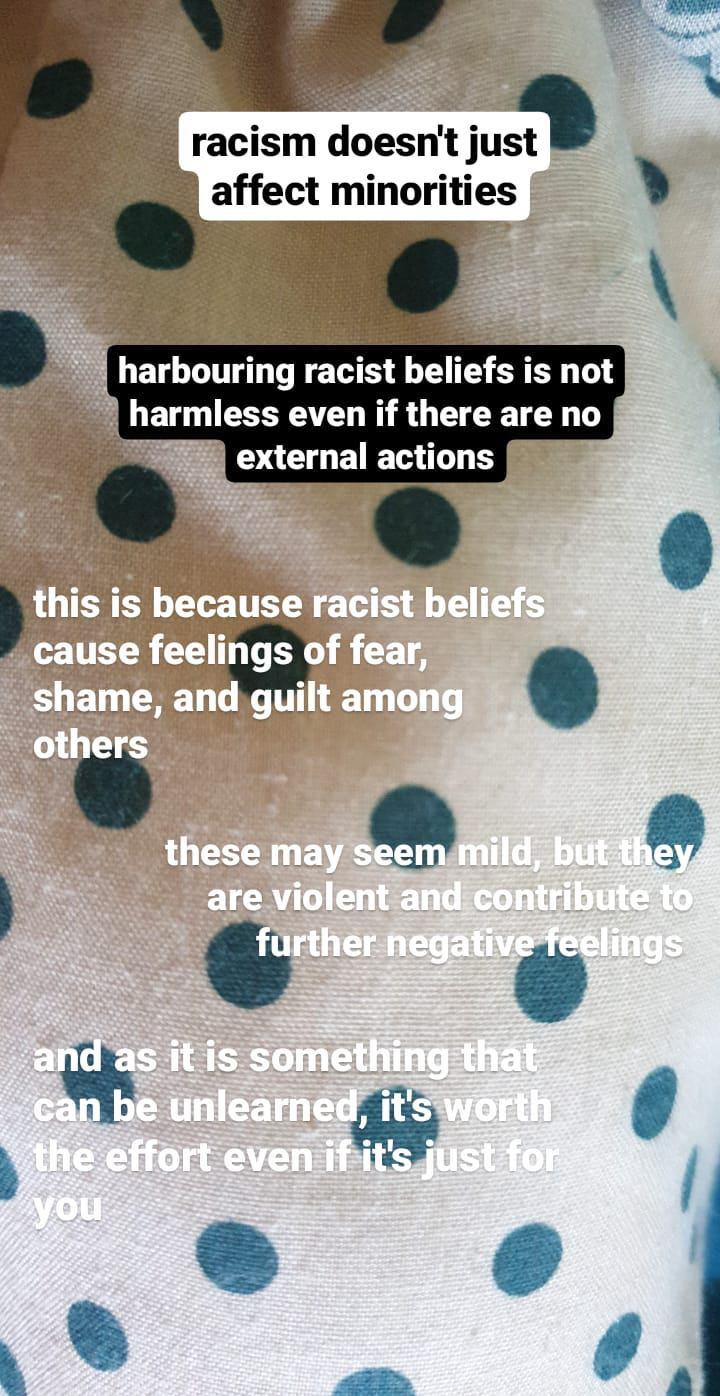 racism doesn't just
affect minorities
harbouring racist beliefs is not
harmless even if there are no
external actions
this is because racist beliefs
cause feelings of fear,
shame, and guilt among
others
these may seem mild, but they
are violent and contribute to
further negative feelings
and as it is something that
can be unlearned, it's worth
the effort even if it's just for
you